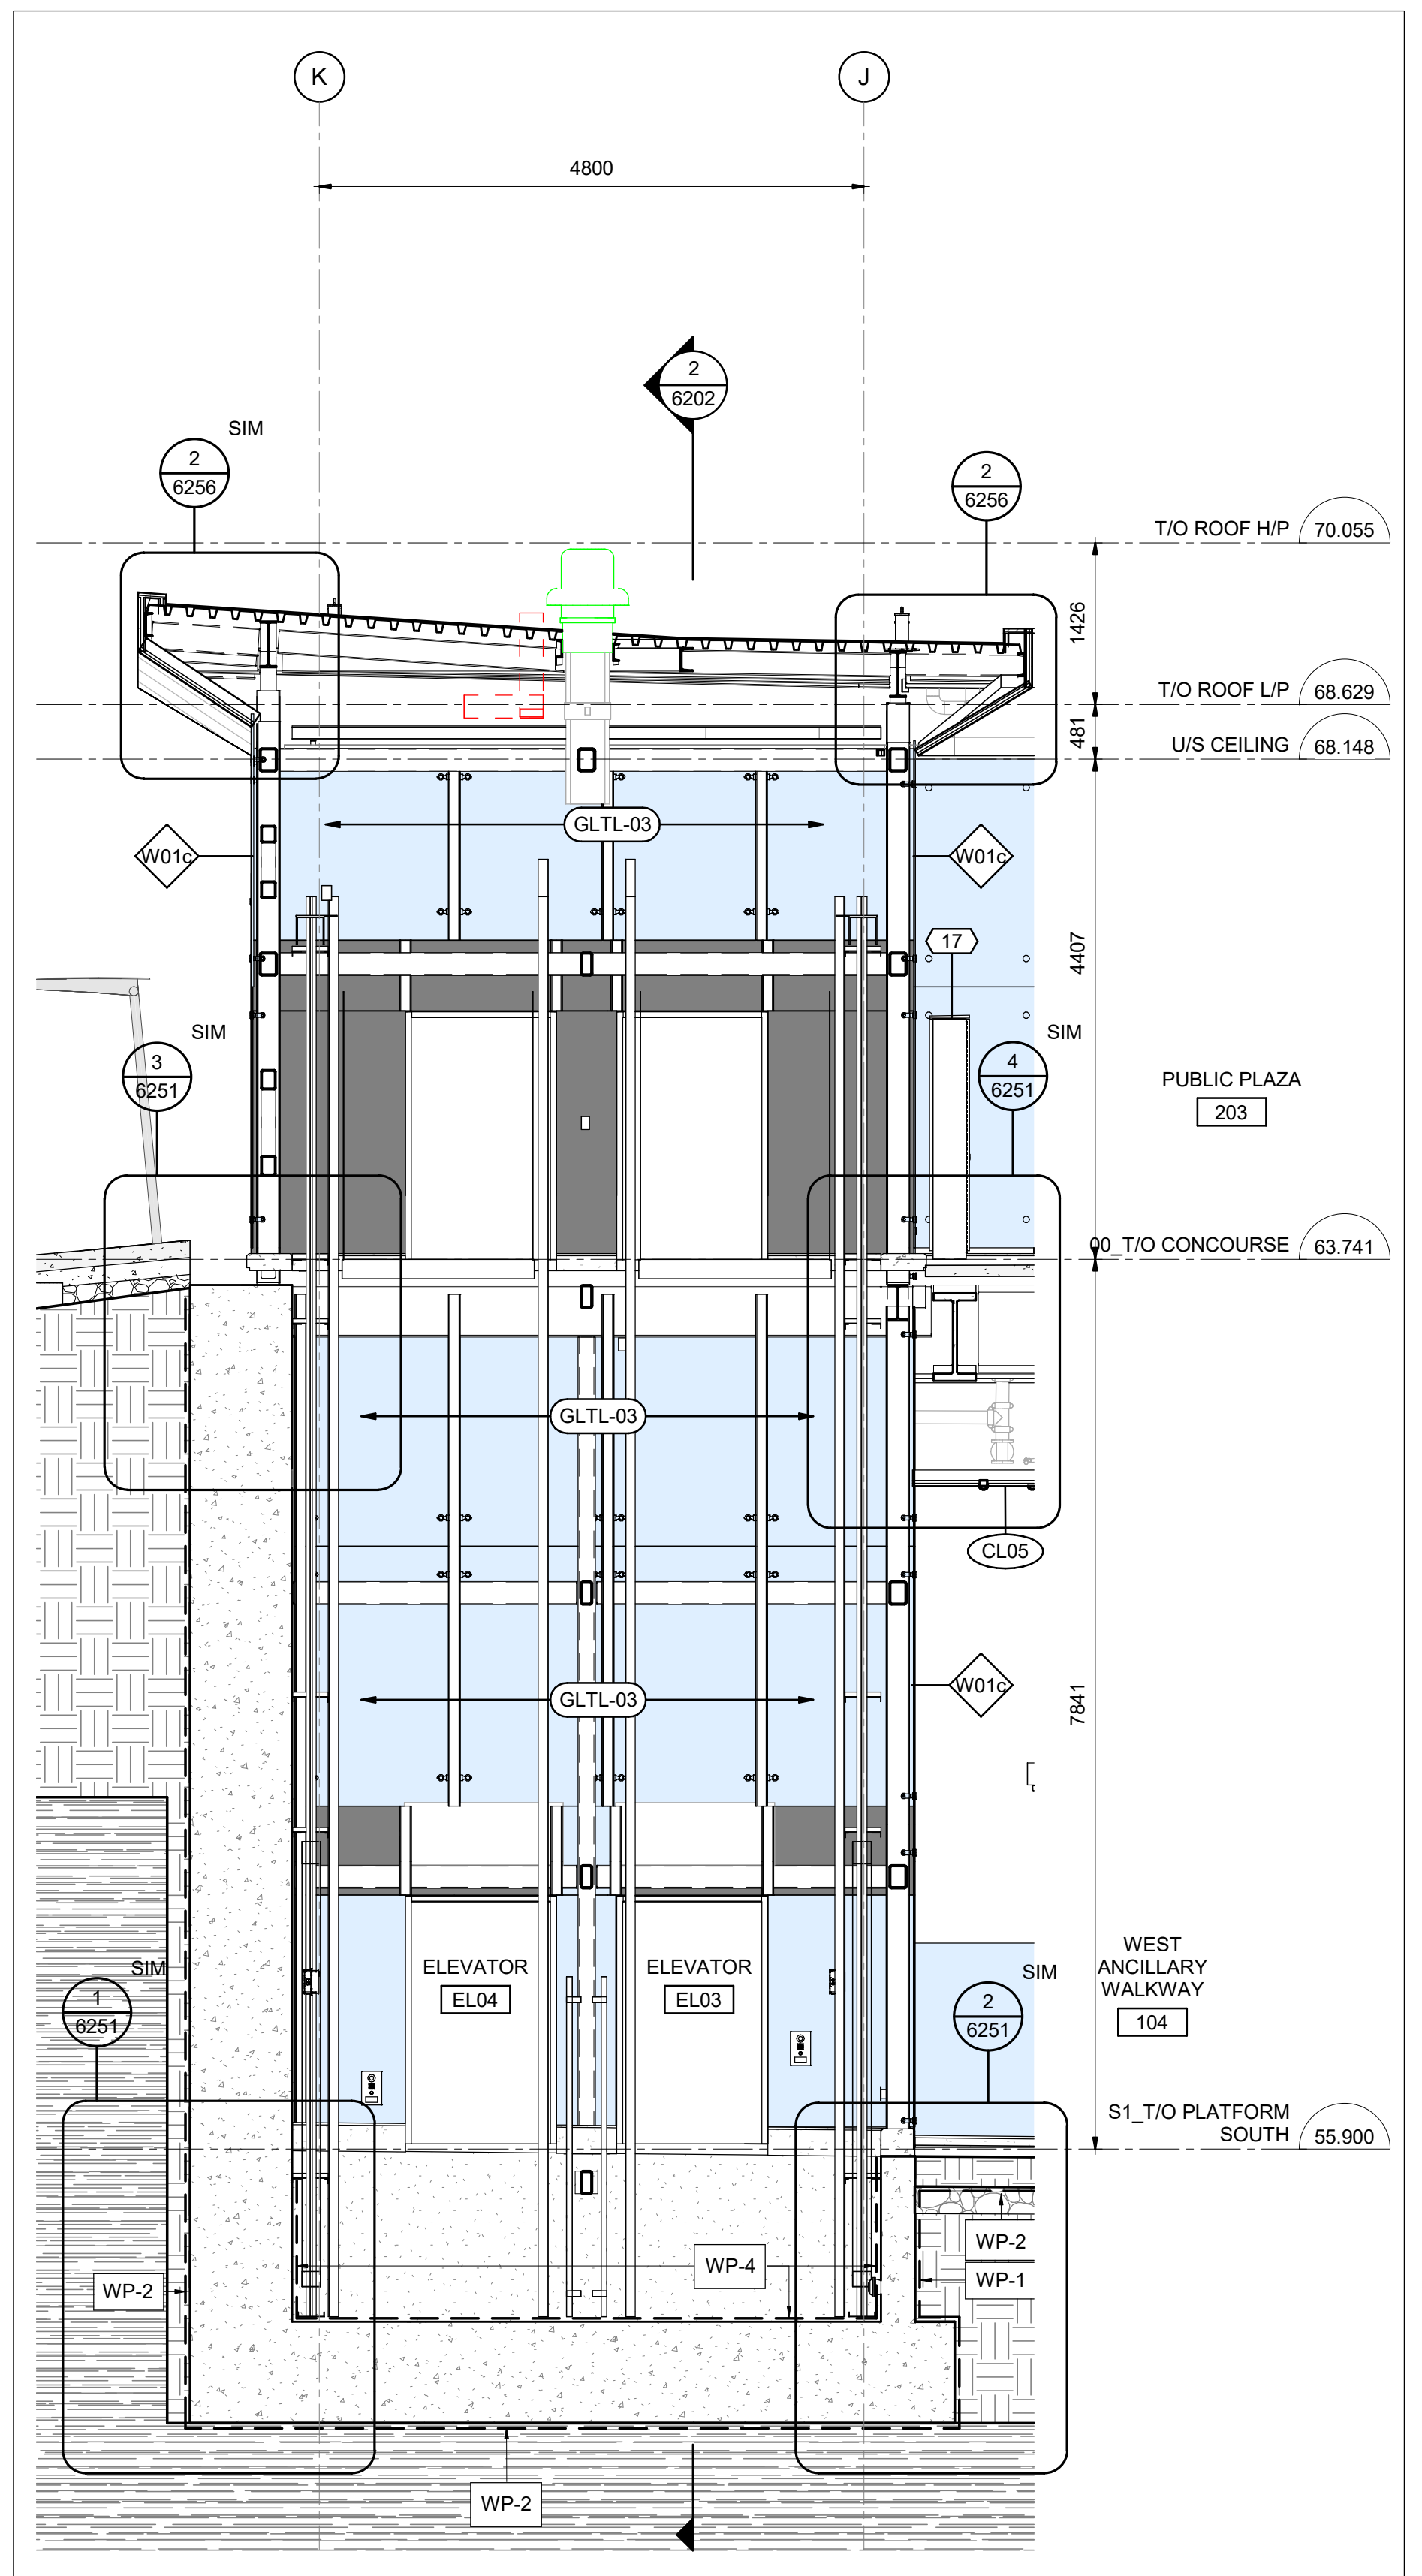 K
J
4800
2
6202
SIM
2
6256
2
6256
T/O ROOF H/P
70.055
1426
T/O ROOF L/P
68.629
481
U/S CEILING
68.148
GLTL-03
W01c
W01c
17
4407
SIM
3
6251
SIM
4
6251
PUBLIC PLAZA
203
00_T/O CONCOURSE
63.741
GLTL-03
CL05
GLTL-03
W01c
7841
ELEVATOR
EL04
ELEVATOR
EL03
WEST
ANCILLARY
WALKWAY
104
SIM
1
6251
SIM
2
6251
S1_T/O PLATFORM
SOUTH
55.900
WP-2
WP-4
WP-1
WP-2
WP-2